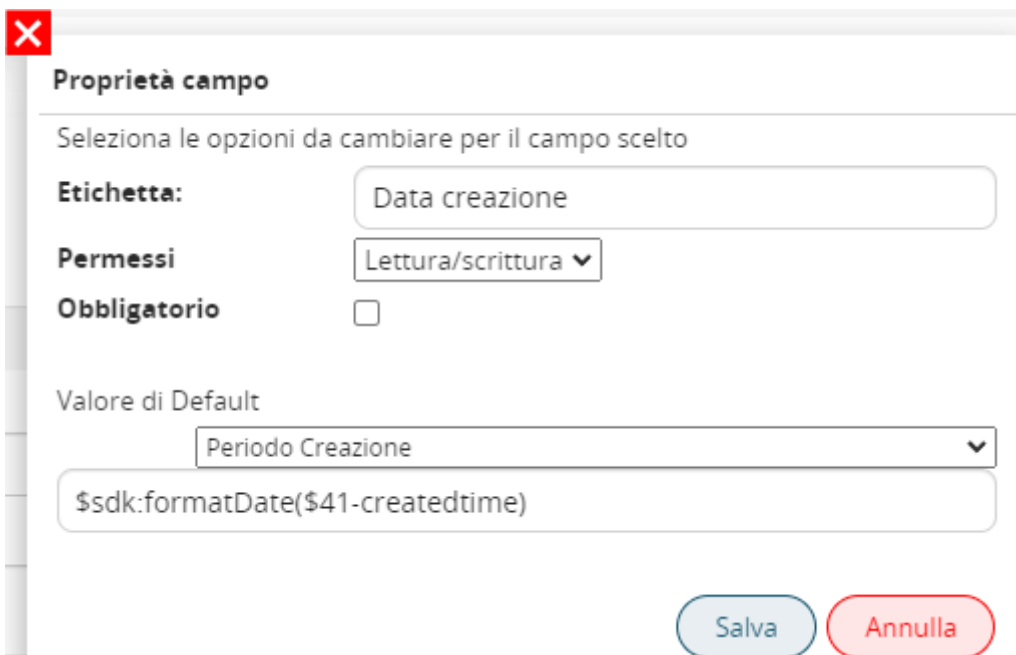 Proprietà campo
Seleziona le opzioni da cambiare per il campo scelto
Etichetta: Data creazione
Permessi Lettura/scrittura
Obbligatorio
Valore di Default
Periodo Creazione
$sdk:formatDate($41-createdtime)
Salva Annulla